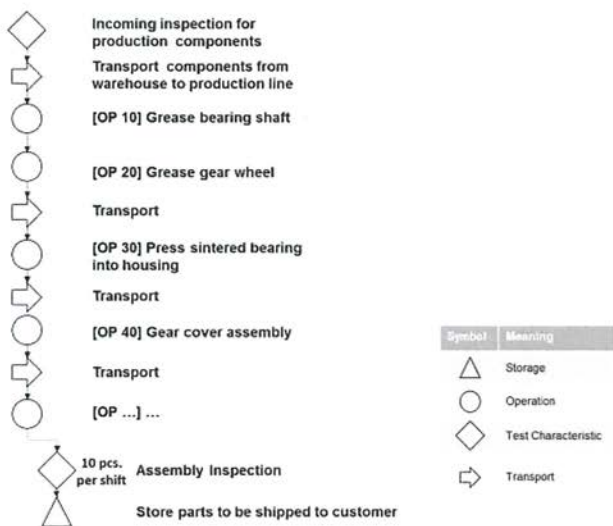 Incoming inspection for
production components
Transport components from
warehouse to production line
[OP 10] Grease bearing shaft
[OP 20] Grease gear wheel
Transport
[OP 30] Press sintered bearing
into housing
Transport
[OP 40] Gear cover assembly
Transport
[OP ...] ...
10 pcs.
per shift
Assembly Inspection
Store parts to be shipped to customer
Symbol Meaning
Storage
Operation
Test Characteristic
Transport